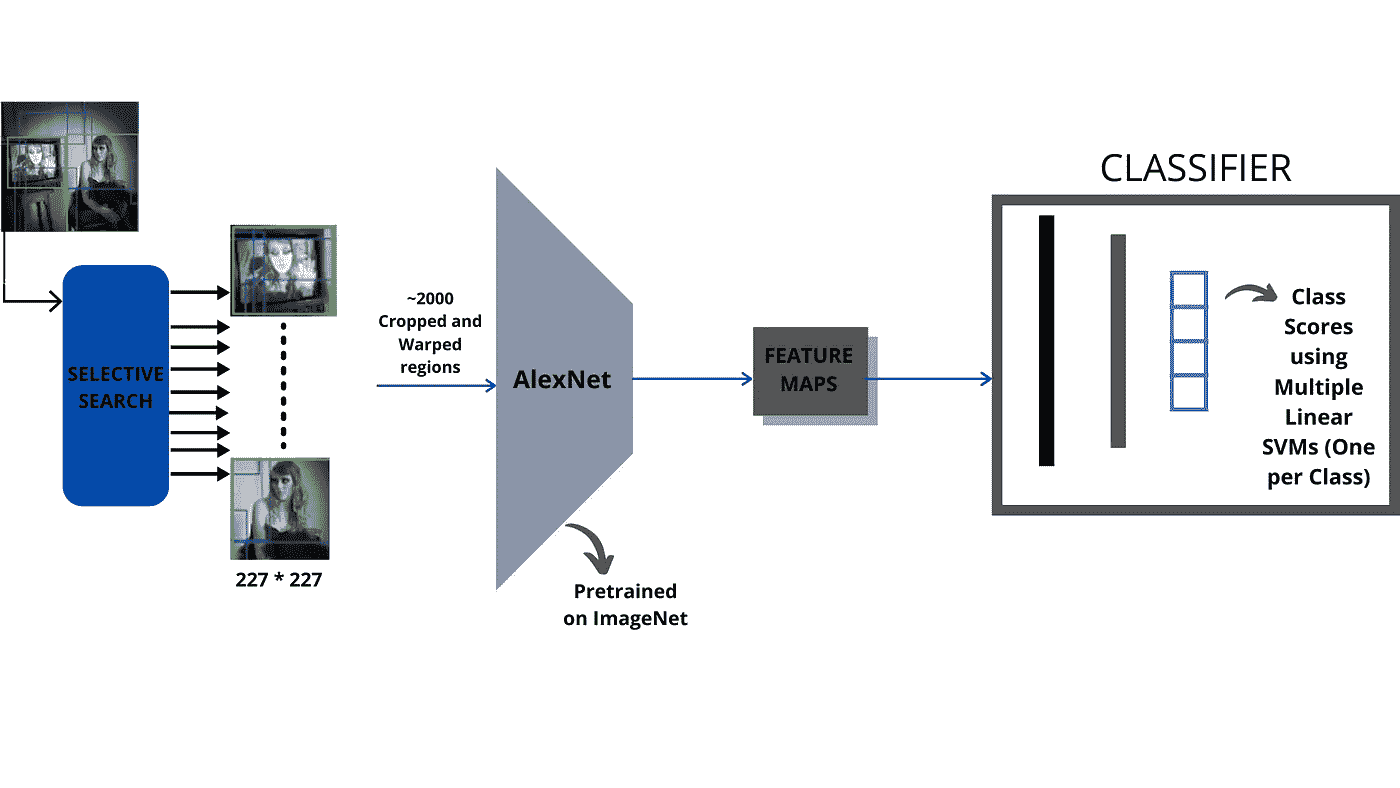 SELECTIVE
SEARCH
227 * 227
~2000
Cropped and
Warped
regions
AlexNet
Pretrained
on ImageNet
FEATURE
MAPS
CLASSIFIER
Class
Scores
using
Multiple
Linear
SVMs (One
per Class)